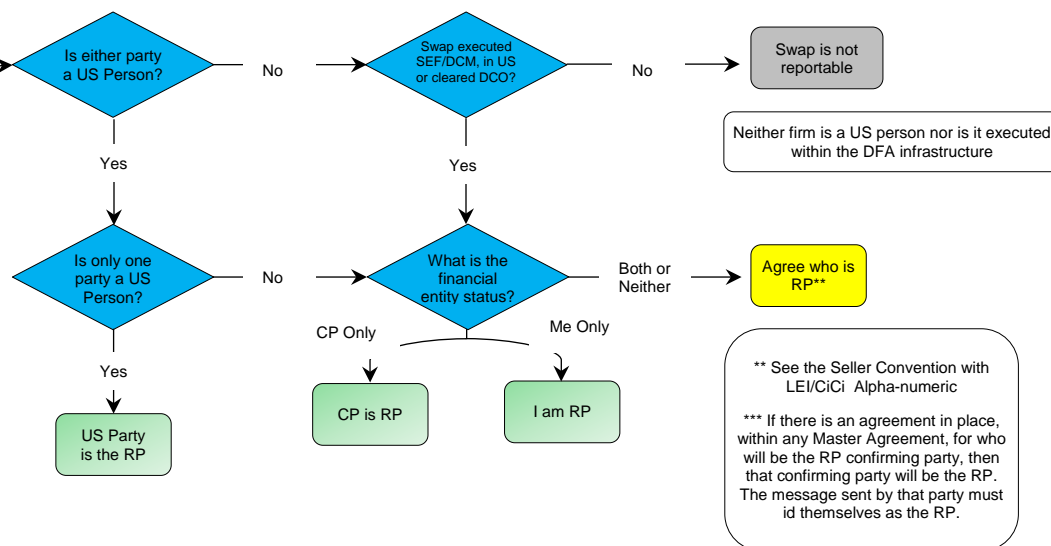 Is either party
a US Person?
No
Swap executed
SEF/DCM, in US
or cleared DCO?
No
Swap is not
reportable
Neither firm is a US person nor is it executed
within the DFA infrastructure
Yes
Yes
Is only one
party a US
Person?
No
What is the
financial
entity status?
Both or
Neither
Agree who is
RP**
CP Only
Me Only
Yes
CP is RP
I am RP
US Party
is the RP
** See the Seller Convention with
LEI/CiCi Alpha-numeric
*** If there is an agreement in place,
within any Master Agreement, for who
will be the RP confirming party, then
that confirming party will be the RP.
The message sent by that party must
id themselves as the RP.